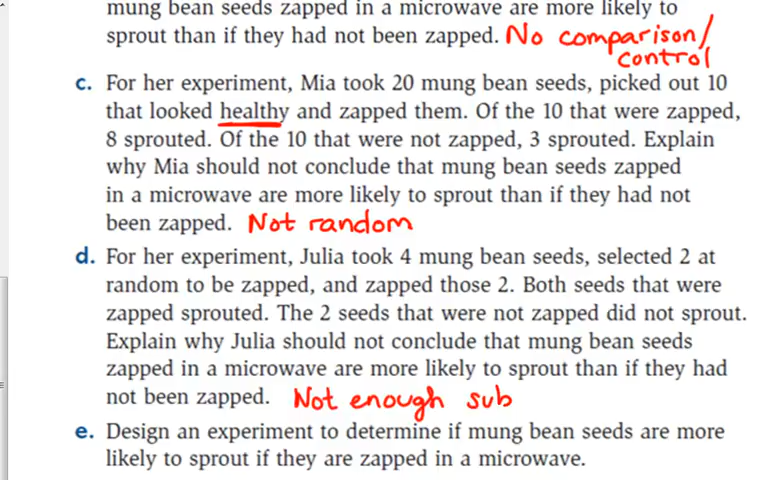 mung bean seeds zapped in a microwave are more likely to
sprout than if they had not been zapped. No comparison/
control
c. For her experiment, Mia took 20 mung bean seeds, picked out 10
that looked healthy and zapped them. Of the 10 that were zapped,
8 sprouted. Of the 10 that were not zapped, 3 sprouted. Explain
why Mia should not conclude that mung bean seeds zapped
in a microwave are more likely to sprout than if they had not
been zapped. Not random
d. For her experiment, Julia took 4 mung bean seeds, selected 2 at
random to be zapped, and zapped those 2. Both seeds that were
zapped sprouted. The 2 seeds that were not zapped did not sprout.
Explain why Julia should not conclude that mung bean seeds
zapped in a microwave are more likely to sprout than if they had
not been zapped. Not enough sub
e. Design an experiment to determine if mung bean seeds are more
likely to sprout if they are zapped in a microwave.